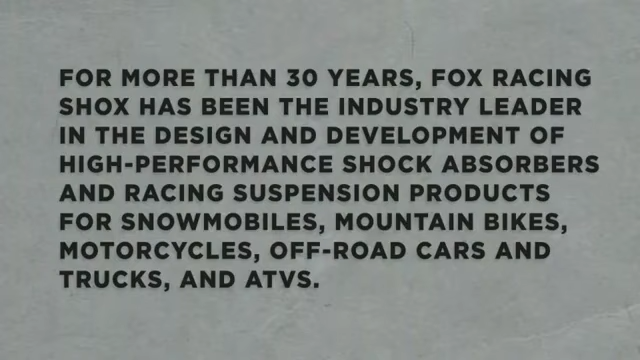 FOR MORE THAN 30 YEARS, FOX RACING
SHOX HAS BEEN THE INDUSTRY LEADER
IN THE DESIGN AND DEVELOPMENT OF
HIGH-PERFORMANCE SHOCK ABSORBERS
AND RACING SUSPENSION PRODUCTS
FOR SNOWMOBILES, MOUNTAIN BIKES,
MOTORCYCLES, OFF-ROAD CARS AND
TRUCKS, AND ATVS.